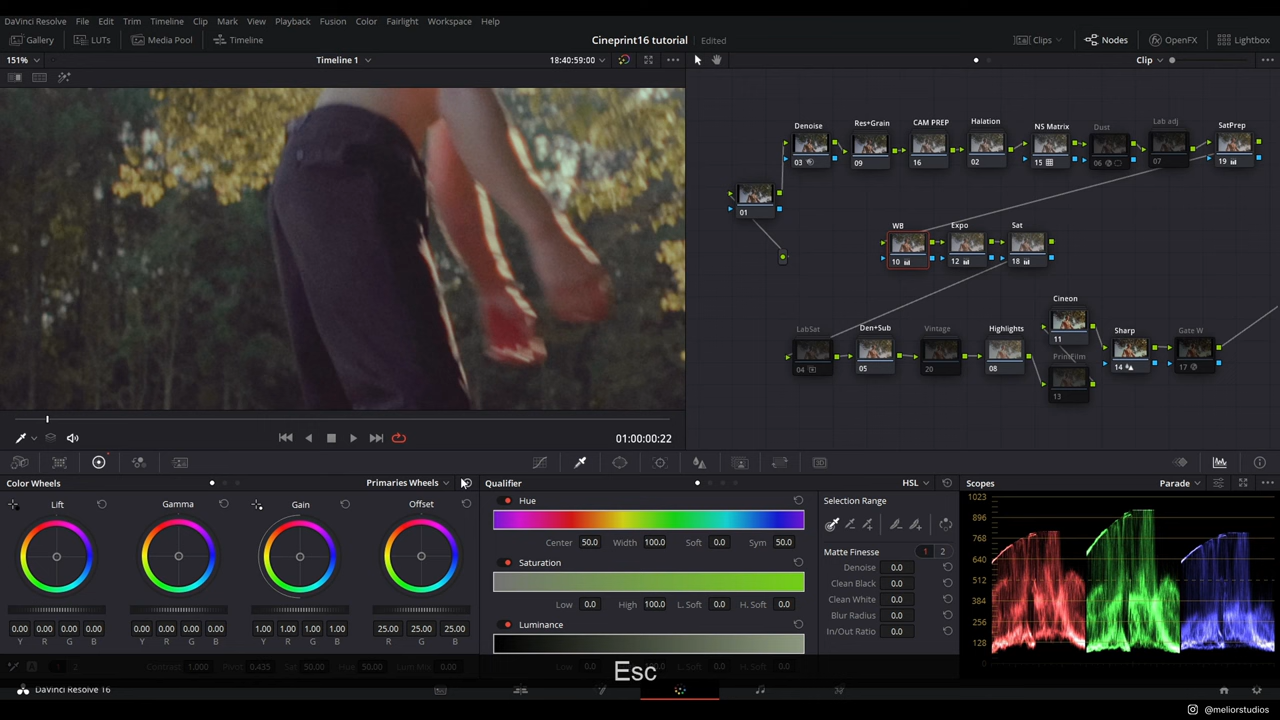 DaVinci Resolve File Edit Trim Timeline Clip Mark View Playback Fusion Color Fairlight Workspace Help
Gallery LUTs Media Pool Timeline Cineprint16 tutorial Edited Clips Nodes OpenFX Lightbox
151% Timeline 1 18:40:59:00 Clip
Denoise Res+Grain CAM PREP Halation NS Matrix Dust Lab adj SatPrep
03 09 16 02 15 06 07 19
01
WB Expo Sat
10 12 18
Cineon
11
LabSat Den+Sub Vintage Highlights Sharp Gate W
04 05 20 08 14 17
PrintFilm
13
01:00:00:22
Color Wheels Primaries Wheels Qualifier HSL Scopes Parade
Lift Gamma Gain Offset
0.00 0.00 0.00 0.00 0.00 0.00 0.00 0.00 1.00 1.00 1.00 1.00 25.00 25.00 25.00
Y R G B Y R G B Y R G B R G B
Contrast 1.000 Pivot 0.435 Sat 50.00 Hue 50.00 Lum Mix 0.00
Hue
Center 50.0 Width 100.0 Soft 0.0 Sym 50.0
Saturation
Low 0.0 High 100.0 L. Soft 0.0 H. Soft 0.0
Luminance
Low 0.0 High 100.0 L. Soft 0.0 H. Soft 0.0
Selection Range
Matte Finesse 1 2
Denoise 0.0
Clean Black 0.0
Clean White 0.0
Blur Radius 0.0
In/Out Ratio 0.0
1023
896
768
640
512
384
256
128
0
Esc
DaVinci Resolve 16
@meliorstudios